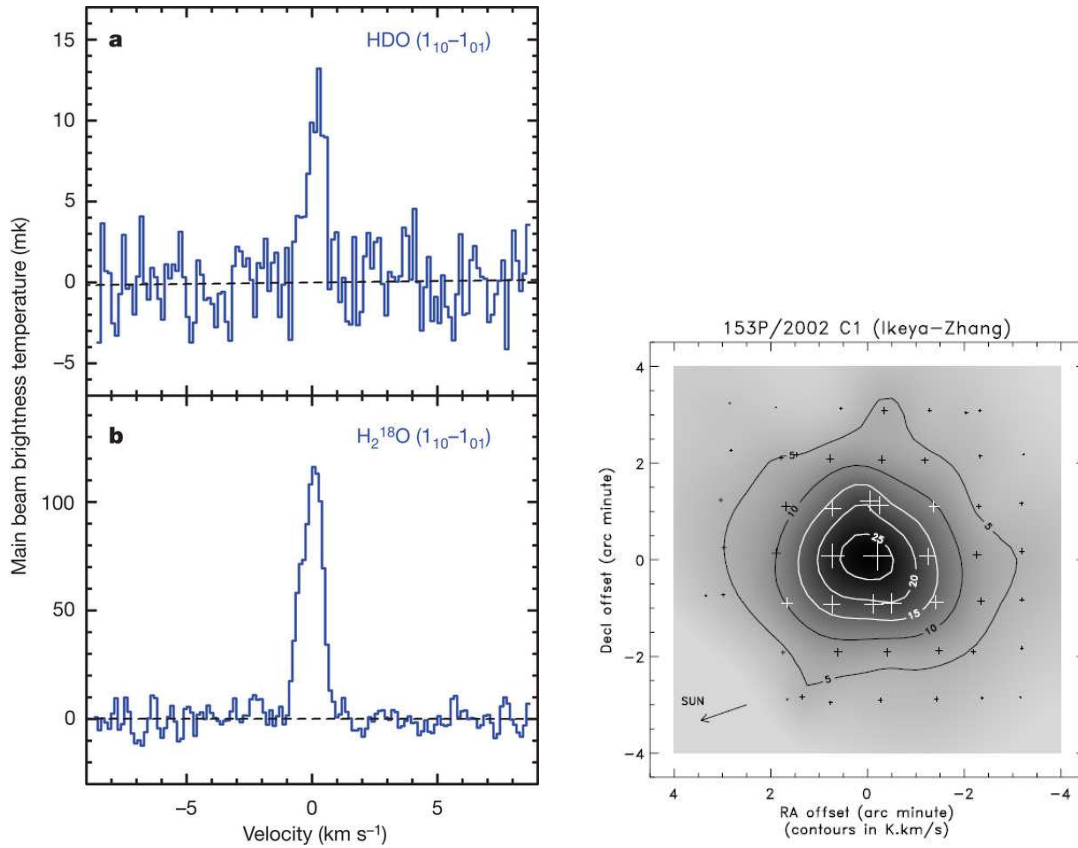 a
HDO (1₁₀–1₀₁)
15
10
5
0
−5
b
H₂¹⁸O (1₁₀–1₀₁)
100
50
0
−5
0
5
Main beam brightness temperature (mk)
Velocity (km s⁻¹)
153P/2002 C1 (Ikeya−Zhang)
4
2
0
−2
−4
Decl offset (arc minute)
5
5
10
25
20
15
10
5
SUN
4
2
0
−2
−4
RA offset (arc minute)
(contours in K.km/s)